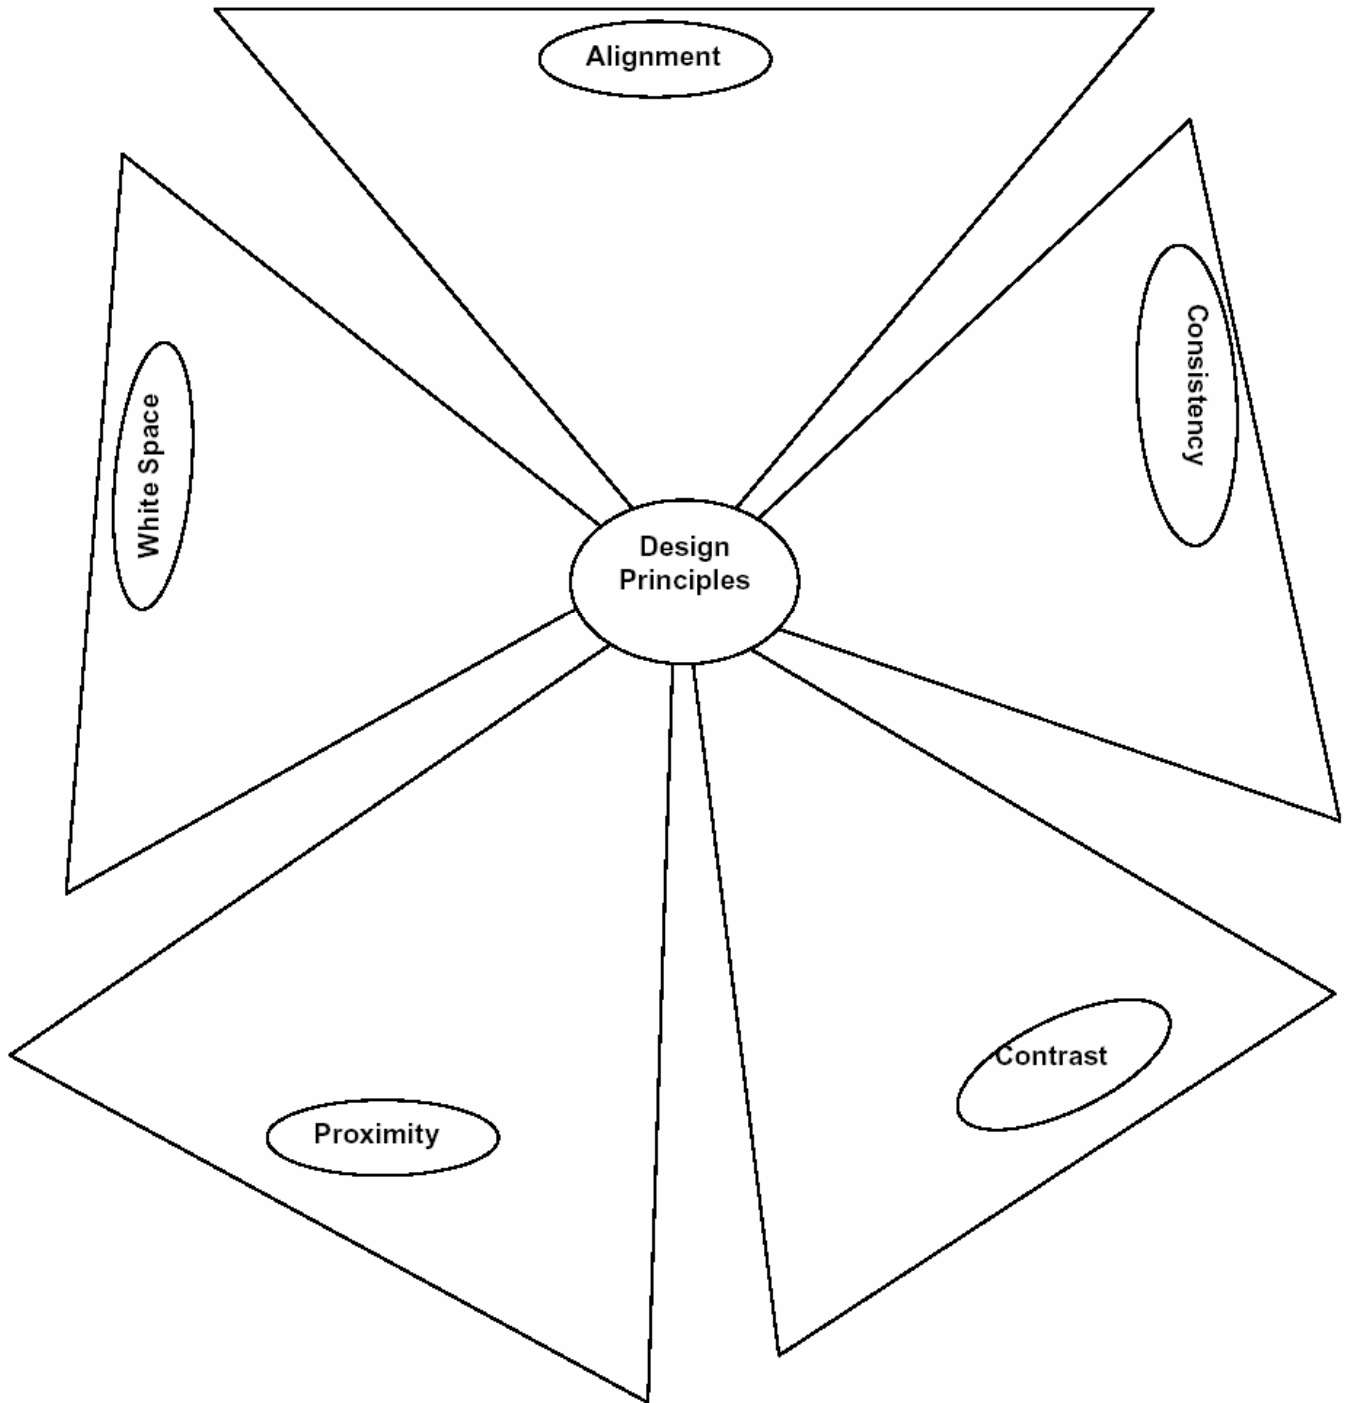 Alignment
Consistency
White Space
Design
Principles
Contrast
Proximity